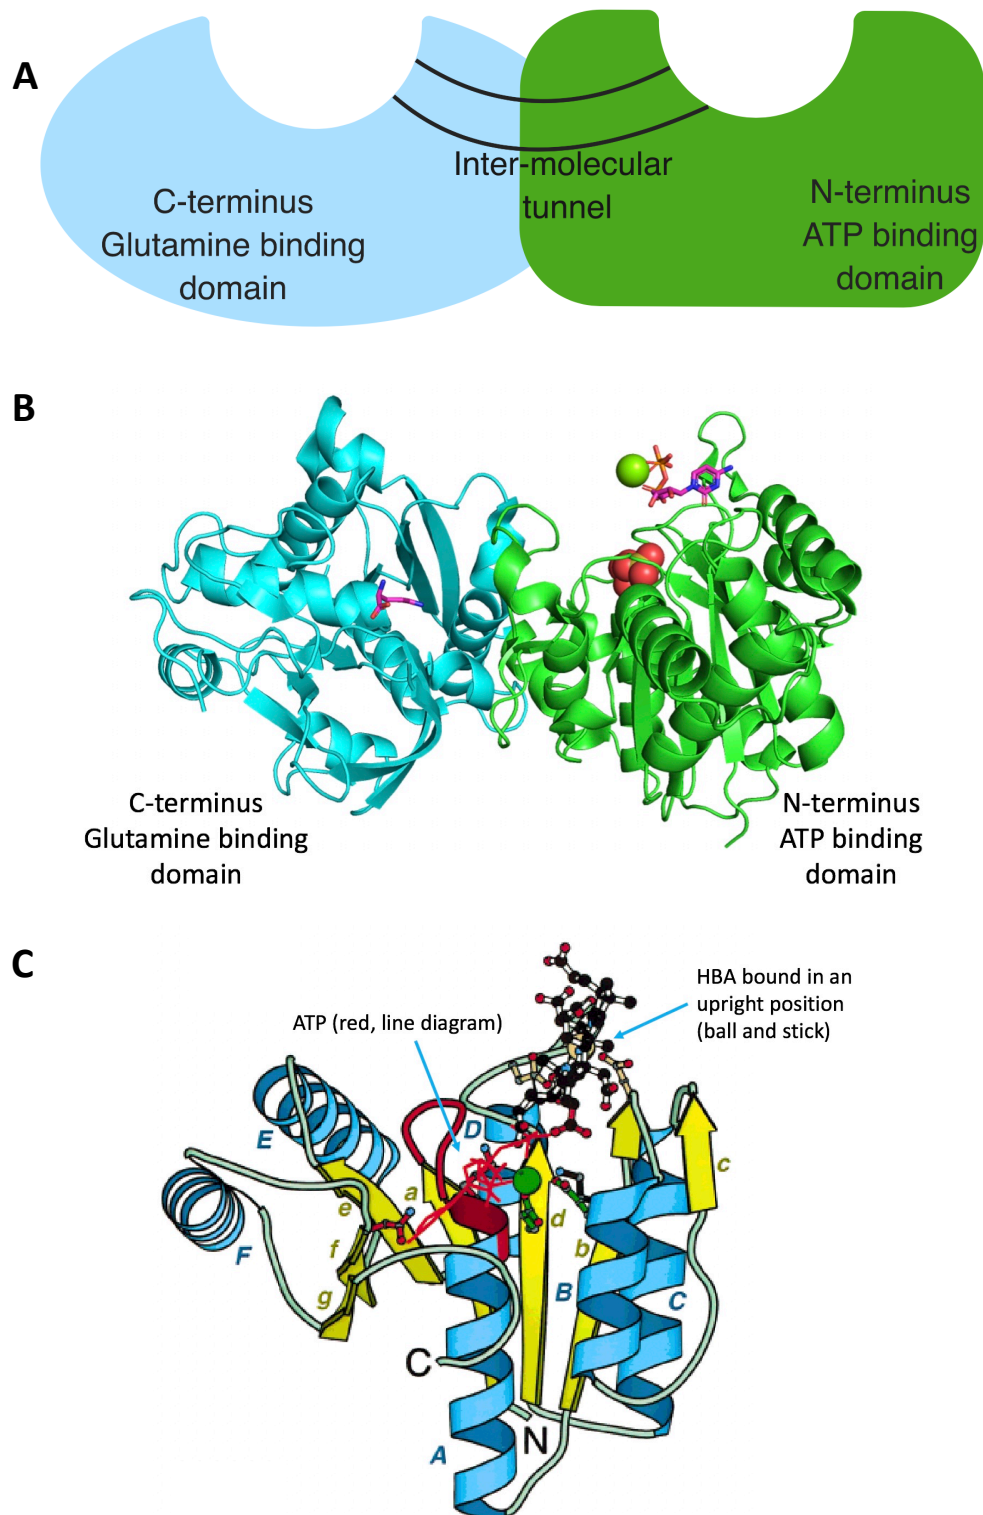 A
Inter-molecular
tunnel
C-terminus
Glutamine binding
domain
N-terminus
ATP binding
domain
B
C-terminus
Glutamine binding
domain
N-terminus
ATP binding
domain
C
HBA bound in an
upright position
(ball and stick)
ATP (red, line diagram)
E
D
c
a
e
d
F
f
b
g
B
C
C
N
A